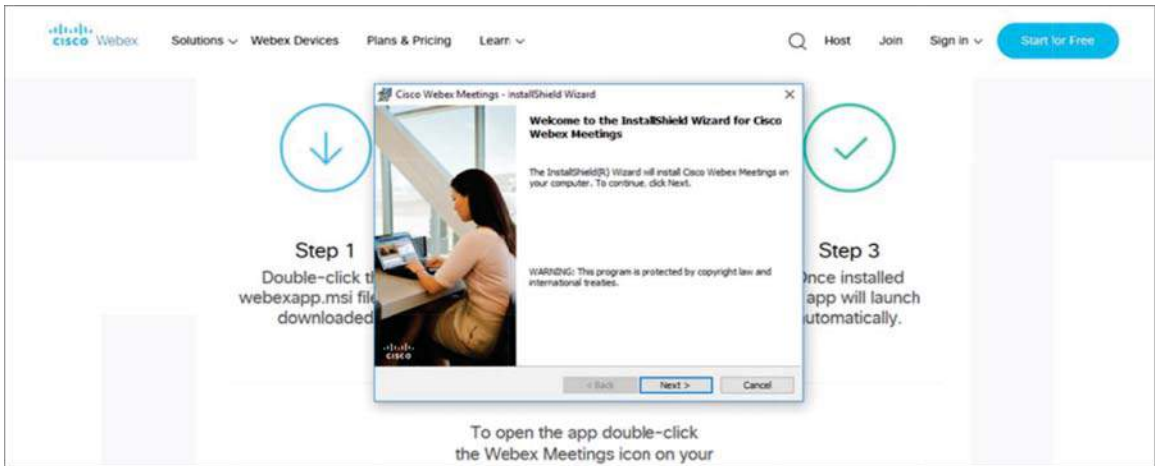 CISCO Webex Solutions Webex Devices Plans & Pricing Learn Host Join Sign in Start for Free
Cisco Webex Meetings - InstallShield Wizard
Welcome to the InstallShield Wizard for Cisco
Webex Meetings
The InstallShield(R) Wizard will install Cisco Webex Meetings on
your computer. To continue, click Next.
WARNING: This program is protected by copyright law and
international treaties.
CISCO
< Back Next > Cancel
Step 1
Double-click th
webexapp.msi file
downloaded
Step 3
Once installed
app will launch
automatically.
To open the app double-click
the Webex Meetings icon on your